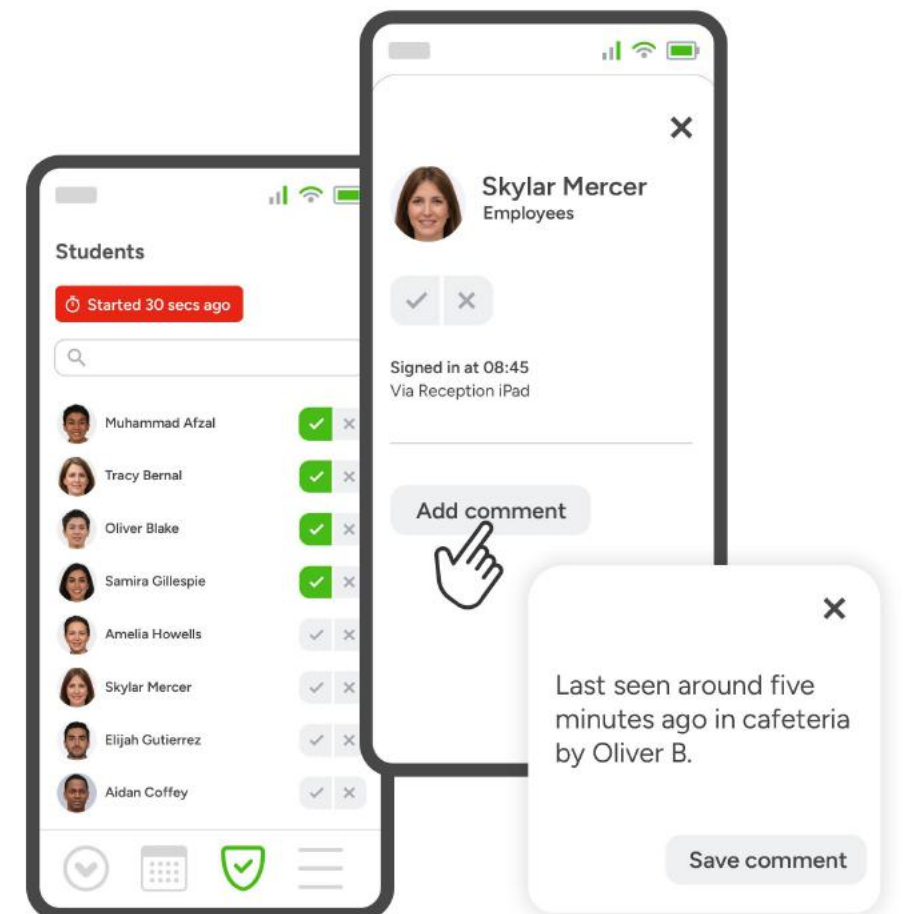 Students
Started 30 secs ago
Muhammad Afzal
Tracy Bernal
Oliver Blake
Samira Gillespie
Amelia Howells
Skylar Mercer
Elijah Gutierrez
Aidan Coffey
Skylar Mercer
Employees
Signed in at 08:45
Via Reception iPad
Add comment
Last seen around five
minutes ago in cafeteria
by Oliver B.
Save comment